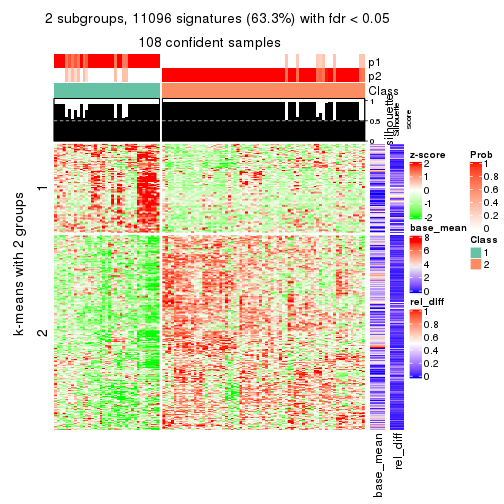 2 subgroups, 11096 signatures (63.3%) with fdr < 0.05
108 confident samples
p1
p2
Class
1
0.5
0
silhouette
Silhouette
score
k-means with 2 groups
1
2
base_mean
rel_diff
z-score
2
1
0
-1
-2
base_mean
8
6
4
2
0
rel_diff
1
0.8
0.6
0.4
0.2
0
Prob
1
0.8
0.6
0.4
0.2
0
Class
1
2